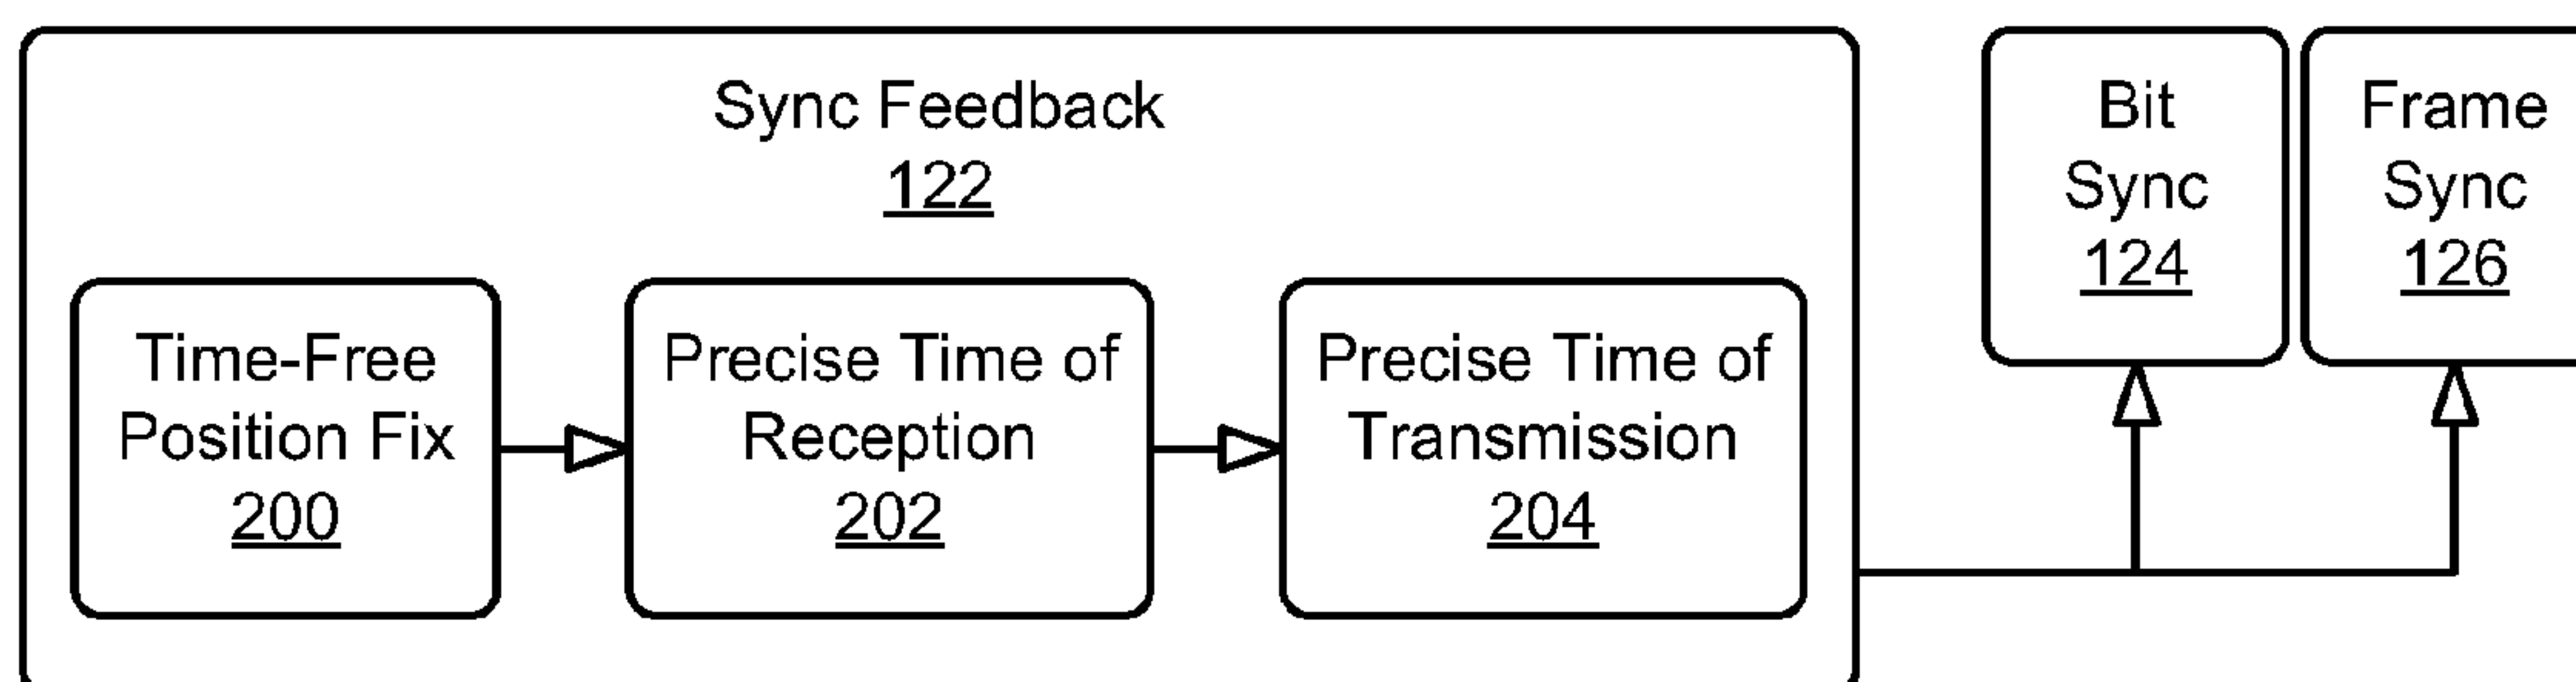 Sync Feedback
122
Time-Free
Position Fix
200
Precise Time of
Reception
202
Precise Time of
Transmission
204
Bit
Sync
124
Frame
Sync
126